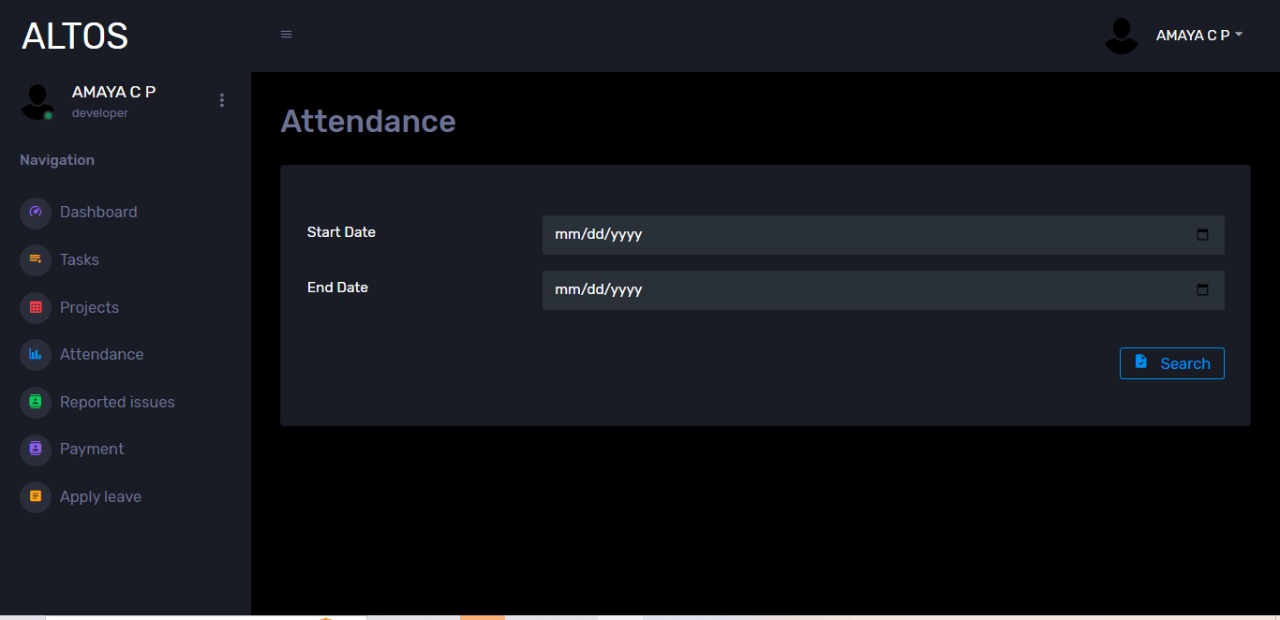 ALTOS
AMAYA C P
AMAYA C P
developer
Navigation
Dashboard
Tasks
Projects
Attendance
Reported issues
Payment
Apply leave
Attendance
Start Date
mm/dd/yyyy
End Date
mm/dd/yyyy
Search